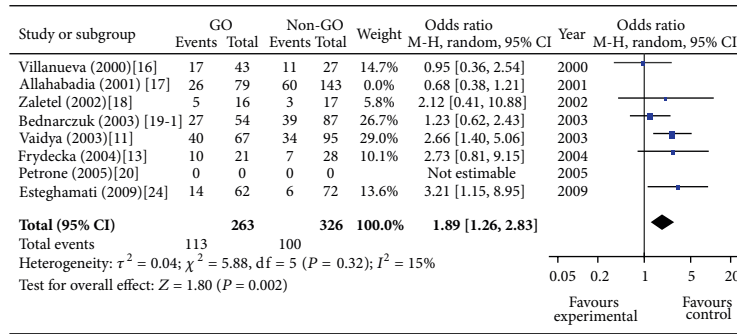 GO Non-GO Odds ratio Odds ratio
Study or subgroup Events Total Events Total Weight M-H, random, 95% CI Year M-H, random, 95% CI
Villanueva (2000)[16] 17 43 11 27 14.7% 0.95 [0.36, 2.54] 2000
Allahabadia (2001) [17] 26 79 60 143 0.0% 0.68 [0.38, 1.21] 2001
Zaletel (2002)[18] 5 16 3 17 5.8% 2.12 [0.41, 10.88] 2002
Bednarczuk (2003) [19-1] 27 54 39 87 26.7% 1.23 [0.62, 2.43] 2003
Vaidya (2003)[11] 40 67 34 95 29.0% 2.66 [1.40, 5.06] 2003
Frydecka (2004)[13] 10 21 7 28 10.1% 2.73 [0.81, 9.15] 2004
Petrone (2005)[20] 0 0 0 0 Not estimable 2005
Esteghamati (2009)[24] 14 62 6 72 13.6% 3.21 [1.15, 8.95] 2009
Total (95% CI) 263 326 100.0% 1.89 [1.26, 2.83]
Total events 113 100
Heterogeneity: τ² = 0.04; χ² = 5.88, df = 5 (P = 0.32); I² = 15%
Test for overall effect: Z = 1.80 (P = 0.002)
0.05 0.2 1 5 20
Favours experimental Favours control